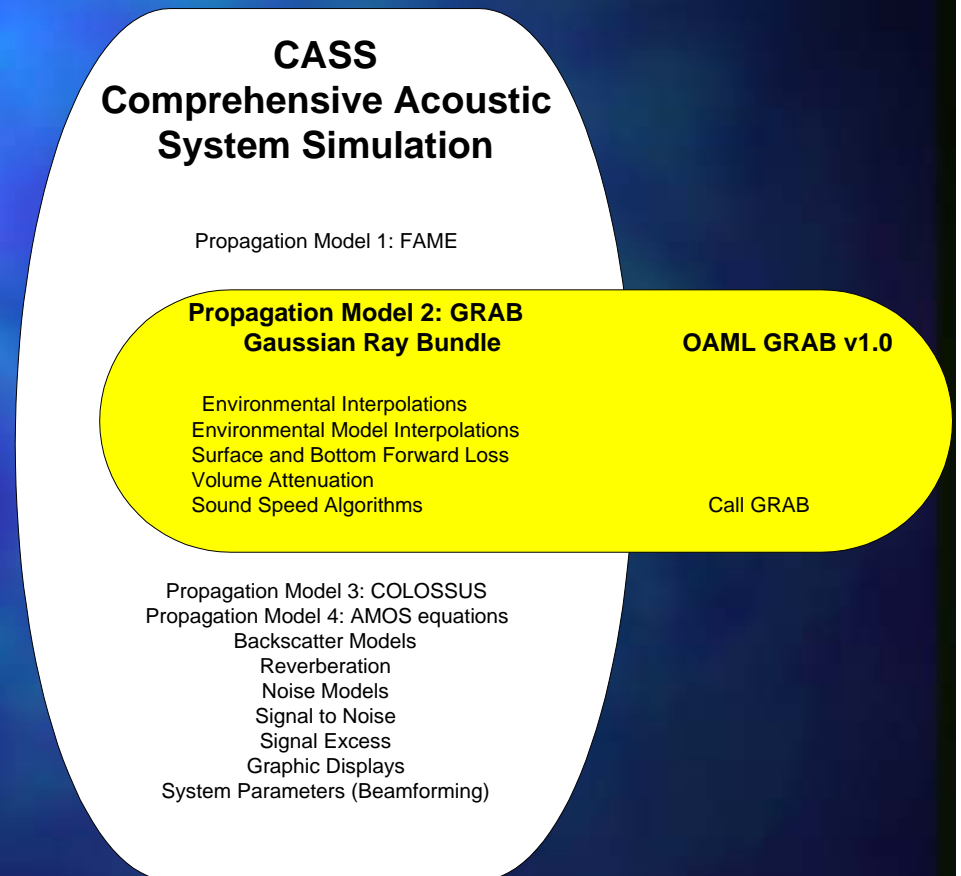 CASS
Comprehensive Acoustic
System Simulation
Propagation Model 1: FAME
Propagation Model 2: GRAB
Gaussian Ray Bundle
OAML GRAB v1.0
Environmental Interpolations
Environmental Model Interpolations
Surface and Bottom Forward Loss
Volume Attenuation
Sound Speed Algorithms
Call GRAB
Propagation Model 3: COLOSSUS
Propagation Model 4: AMOS equations
Backscatter Models
Reverberation
Noise Models
Signal to Noise
Signal Excess
Graphic Displays
System Parameters (Beamforming)